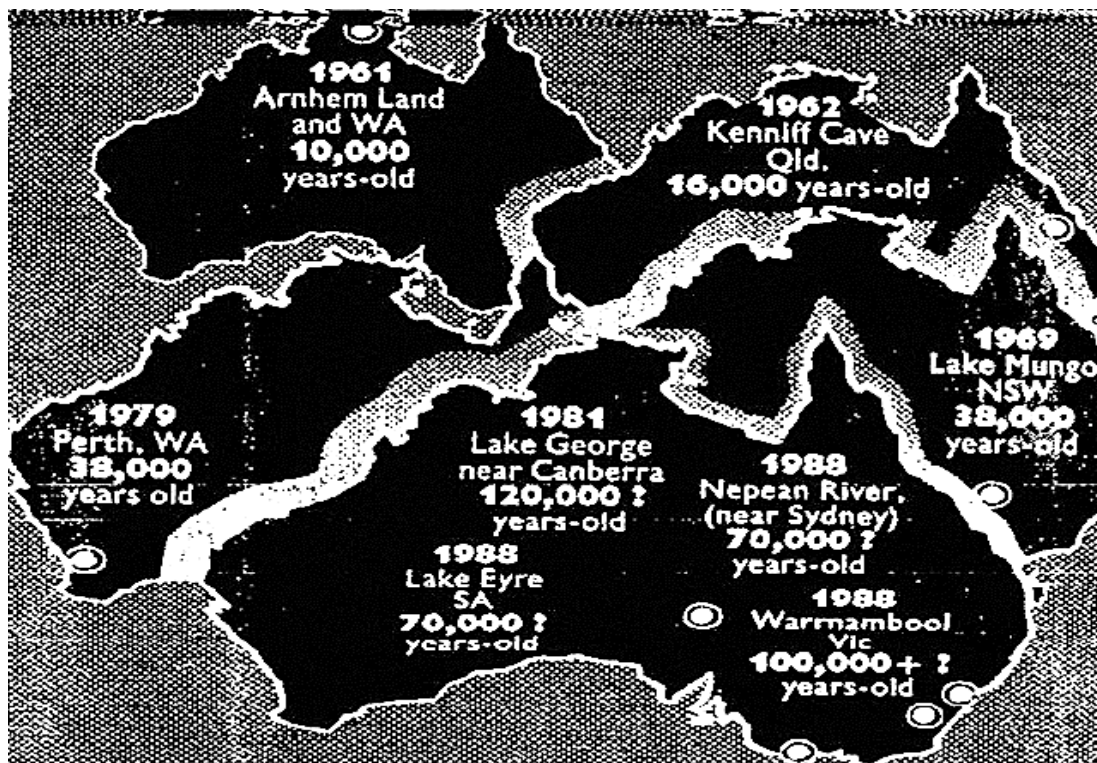 1961
Arnhem Land
and WA
10,000
years-old
1962
Kenniff Cave
Qld.
16,000 years-old
1969
Lake Mungo
NSW
38,000
years-old
1979
Perth, WA
38,000
years old
1981
Lake George
near Canberra
120,000 ?
years-old
1988
Nepean River,
(near Sydney)
70,000 ?
years-old
1988
Lake Eyre
SA
70,000 ?
years-old
1988
Warrnambool
Vic
100,000+ ?
years-old